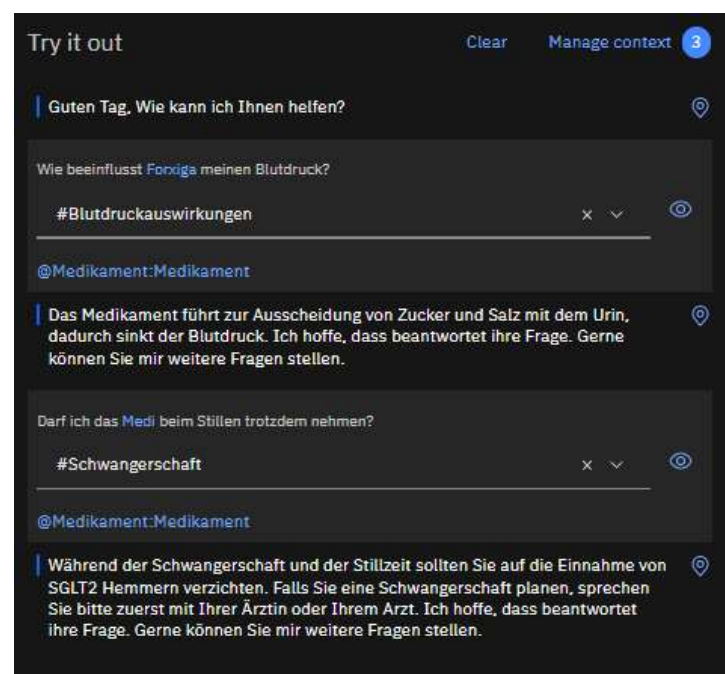 Try it out Clear Manage context 3
Guten Tag, Wie kann ich Ihnen helfen?
Wie beeinflusst Forxiga meinen Blutdruck?
#Blutdruckauswirkungen
@Medikament:Medikament
Das Medikament führt zur Ausscheidung von Zucker und Salz mit dem Urin,
dadurch sinkt der Blutdruck. Ich hoffe, dass beantwortet ihre Frage. Gerne
können Sie mir weitere Fragen stellen.
Darf ich das Medi beim Stillen trotzdem nehmen?
#Schwangerschaft
@Medikament:Medikament
Während der Schwangerschaft und der Stillzeit sollten Sie auf die Einnahme von
SGLT2 Hemmern verzichten. Falls Sie eine Schwangerschaft planen, sprechen
Sie bitte zuerst mit Ihrer Ärztin oder Ihrem Arzt. Ich hoffe, dass beantwortet
ihre Frage. Gerne können Sie mir weitere Fragen stellen.